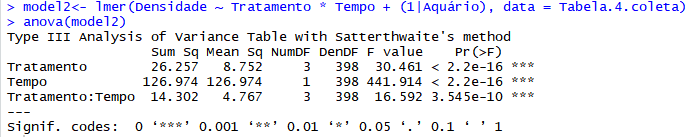 > model2<- lmer(Densidade ~ Tratamento * Tempo + (1|Aquário), data = Tabela.4.coleta)
> anova(model2)
Type III Analysis of Variance Table with Satterthwaite's method
Sum Sq Mean Sq NumDF DenDF F value Pr(>F)
Tratamento 26.257 8.752 3 398 30.461 < 2.2e-16 ***
Tempo 126.974 126.974 1 398 441.914 < 2.2e-16 ***
Tratamento:Tempo 14.302 4.767 3 398 16.592 3.545e-10 ***
---
Signif. codes: 0 ‘***’ 0.001 ‘**’ 0.01 ‘*’ 0.05 ‘.’ 0.1 ‘ ’ 1